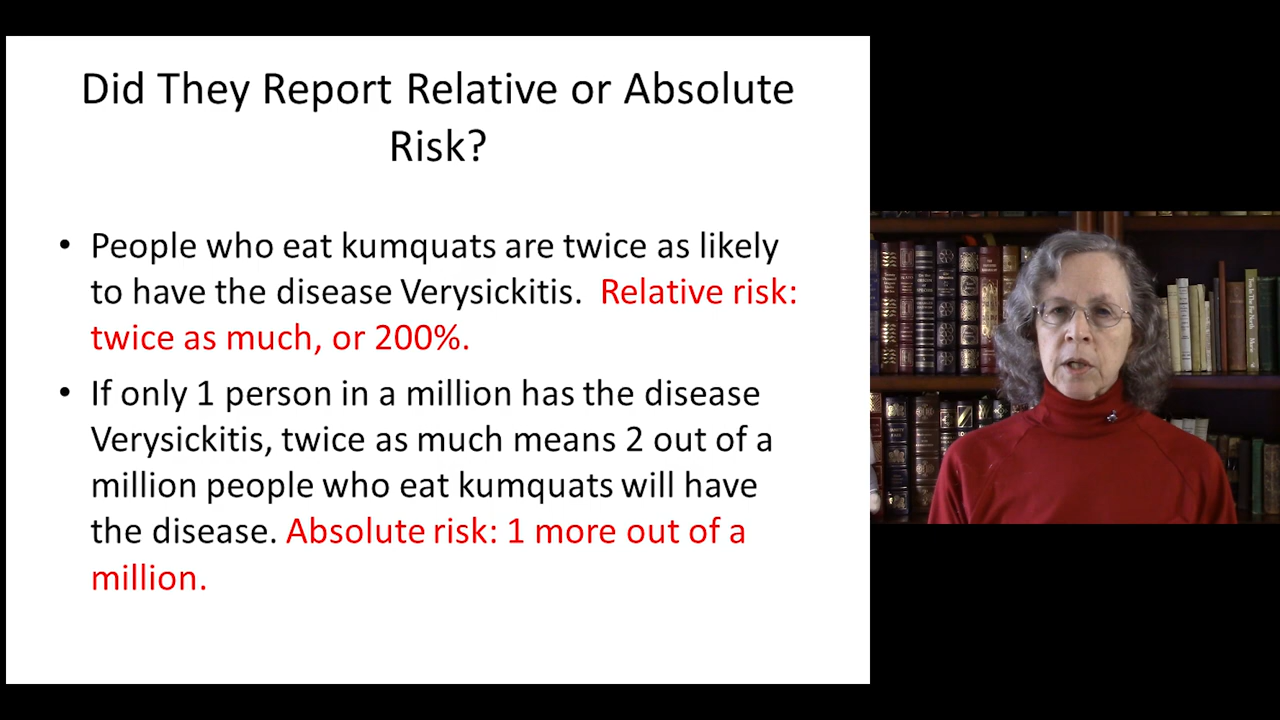 Did They Report Relative or Absolute
Risk?
• People who eat kumquats are twice as likely
to have the disease Verysickitis.  Relative risk:
twice as much, or 200%.
• If only 1 person in a million has the disease
Verysickitis, twice as much means 2 out of a
million people who eat kumquats will have
the disease. Absolute risk: 1 more out of a
million.